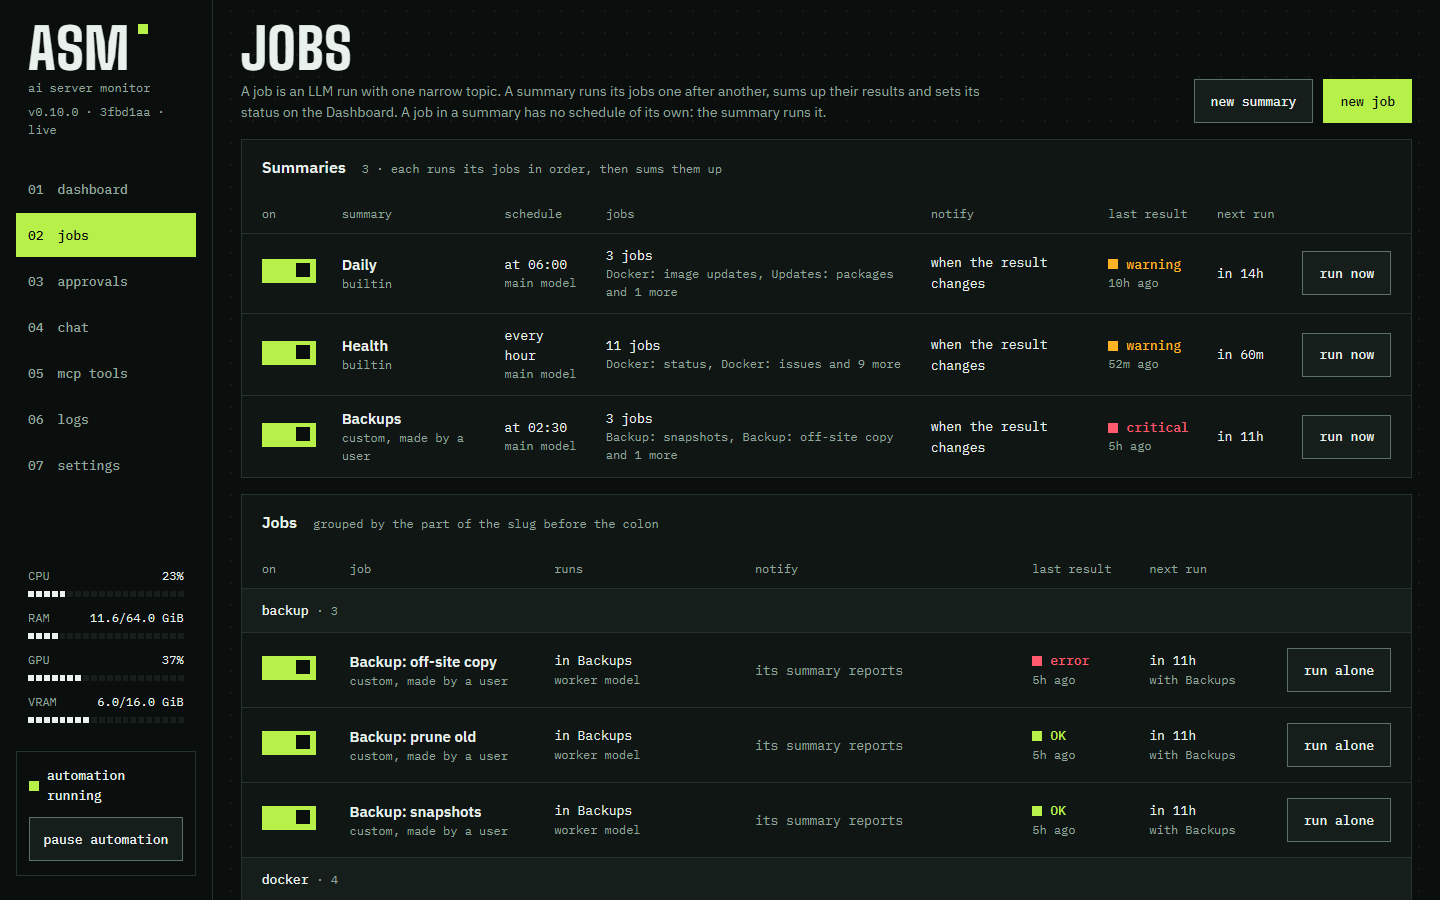 ASM
ai server monitor
v0.10.0 · 3fbd1aa ·
live
01 dashboard
02 jobs
03 approvals
04 chat
05 mcp tools
06 logs
07 settings
CPU 23%
RAM 11.6/64.0 GiB
GPU 37%
VRAM 6.0/16.0 GiB
automation
running
pause automation
JOBS
A job is an LLM run with one narrow topic. A summary runs its jobs one after another, sums up their results and sets its
status on the Dashboard. A job in a summary has no schedule of its own: the summary runs it.
new summary
new job
Summaries 3 · each runs its jobs in order, then sums them up
on summary schedule jobs notify last result next run
Daily
builtin
at 06:00
main model
3 jobs
Docker: image updates, Updates: packages
and 1 more
when the result
changes
warning
10h ago
in 14h
run now
Health
builtin
every
hour
main model
11 jobs
Docker: status, Docker: issues and 9 more
when the result
changes
warning
52m ago
in 60m
run now
Backups
custom, made by a
user
at 02:30
main model
3 jobs
Backup: snapshots, Backup: off-site copy
and 1 more
when the result
changes
critical
5h ago
in 11h
run now
Jobs grouped by the part of the slug before the colon
on job runs notify last result next run
backup · 3
Backup: off-site copy
custom, made by a user
in Backups
worker model
its summary reports
error
5h ago
in 11h
with Backups
run alone
Backup: prune old
custom, made by a user
in Backups
worker model
its summary reports
OK
5h ago
in 11h
with Backups
run alone
Backup: snapshots
custom, made by a user
in Backups
worker model
its summary reports
OK
5h ago
in 11h
with Backups
run alone
docker · 4